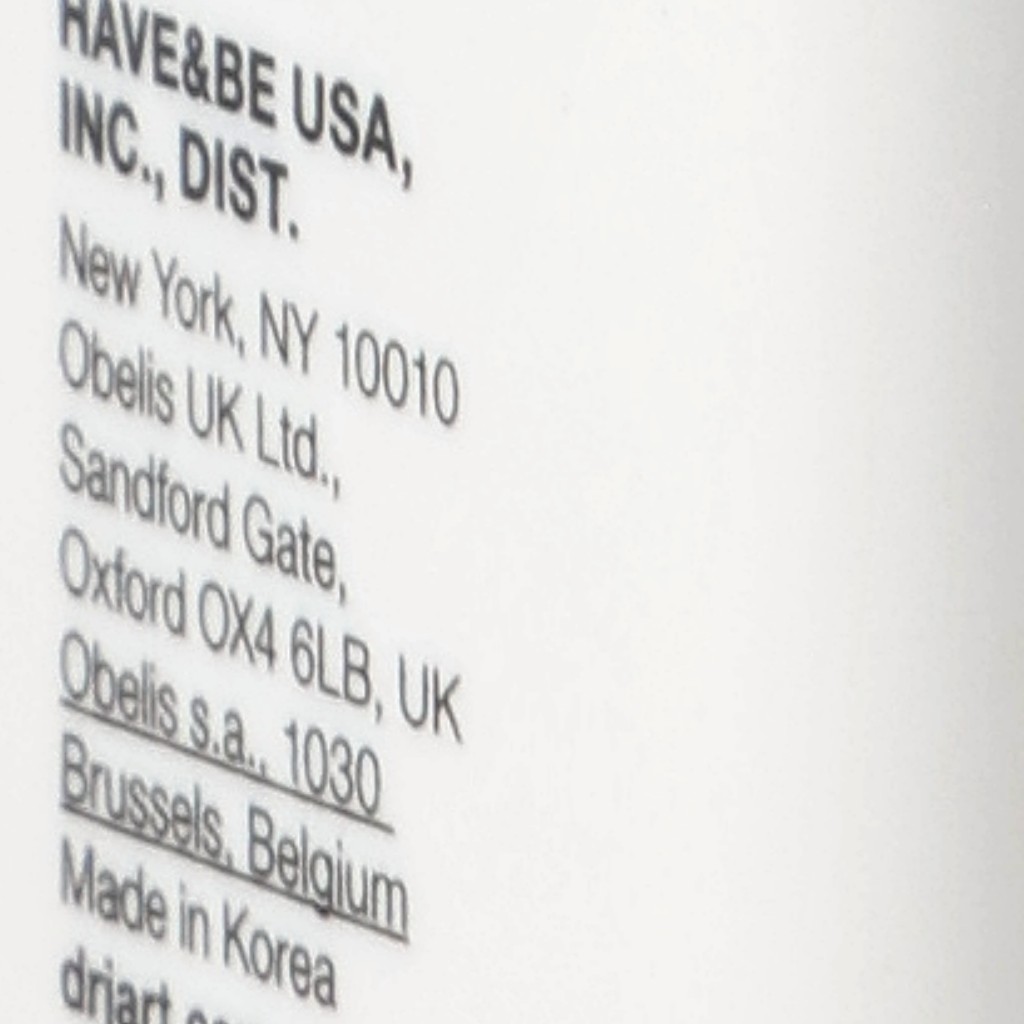 HAVE&BE USA,
INC., DIST.
New York, NY 10010
Obelis UK Ltd.,
Sandford Gate,
Oxford OX4 6LB, UK
Obelis s.a., 1030
Brussels, Belgium
Made in Korea